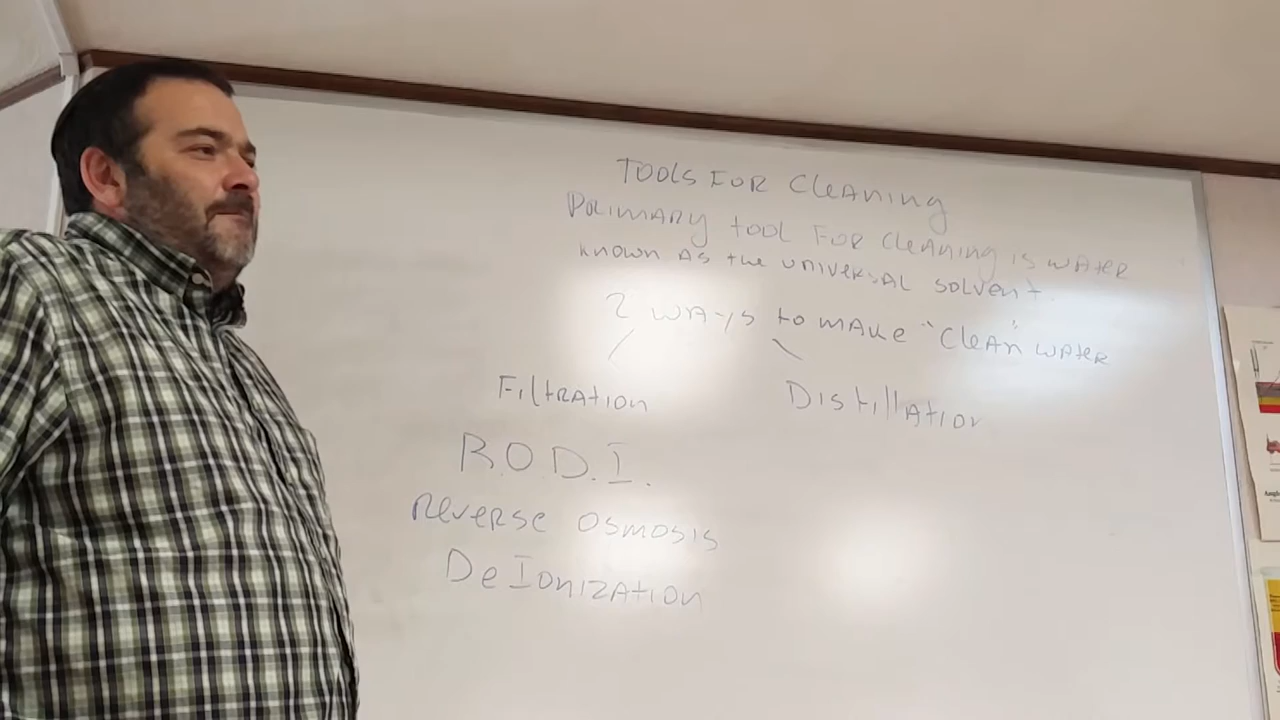 TOOLS FOR CLEANING
PRIMARY TOOL FOR CLEANING IS WATER
KNOWN AS THE UNIVERSAL SOLVENT.
2 WAYS TO MAKE "CLEAN" WATER
FILTRATION DISTILLATION
R.O.D.I.
REVERSE OSMOSIS
DEIONIZATION